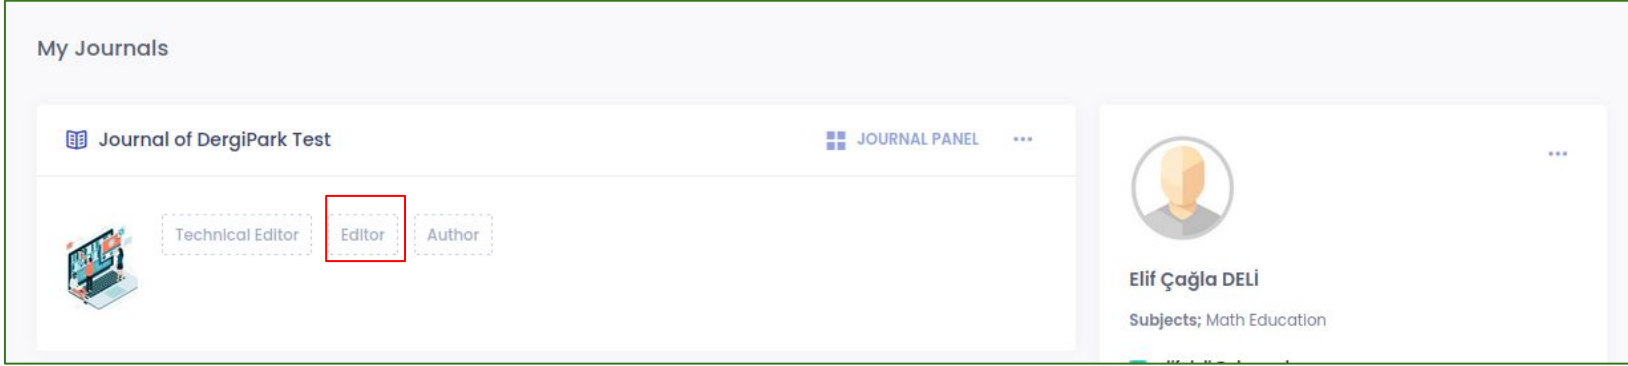 My Journals
Journal of DergiPark Test
JOURNAL PANEL
Technical Editor
Editor
Author
Elif Çağla DELİ
Subjects; Math Education